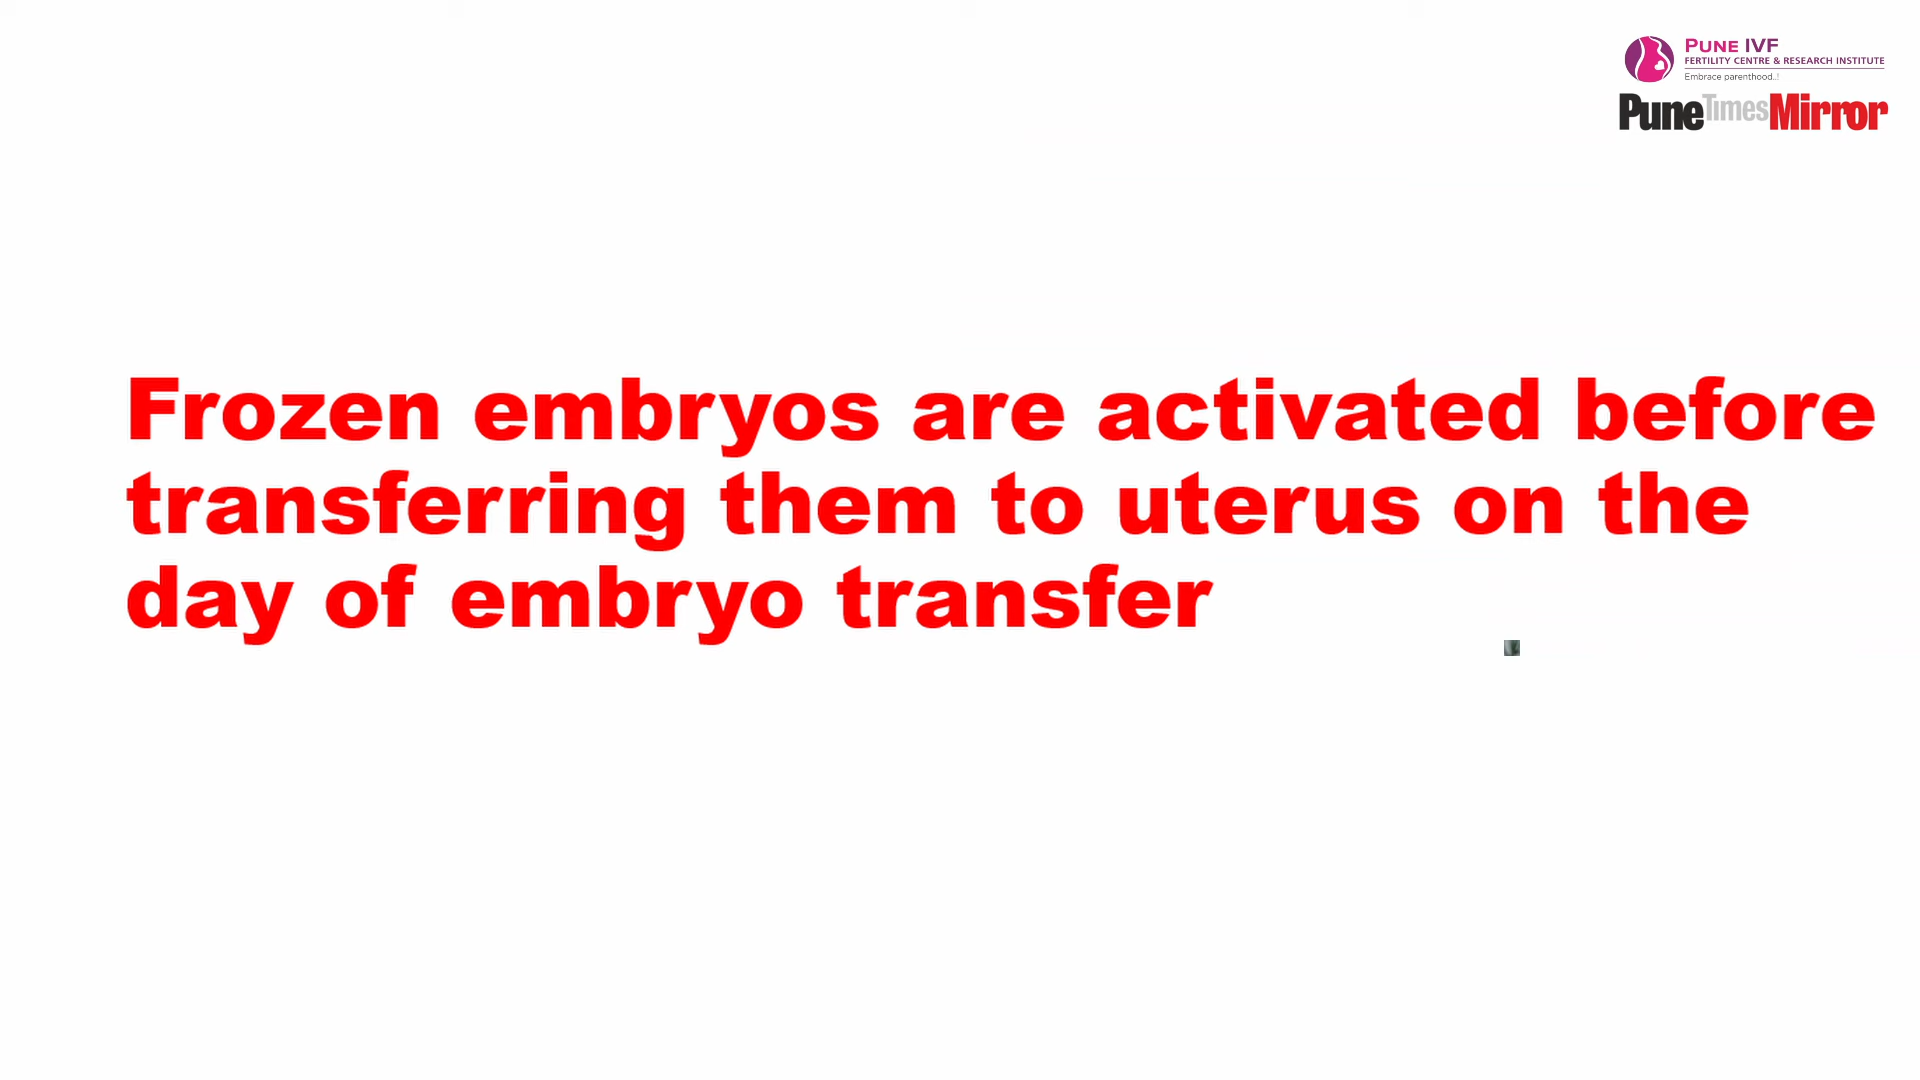 PUNE IVF
FERTILITY CENTRE & RESEARCH INSTITUTE
Embrace parenthood..!
PuneTimesMirror
Frozen embryos are activated before
transferring them to uterus on the
day of embryo transfer